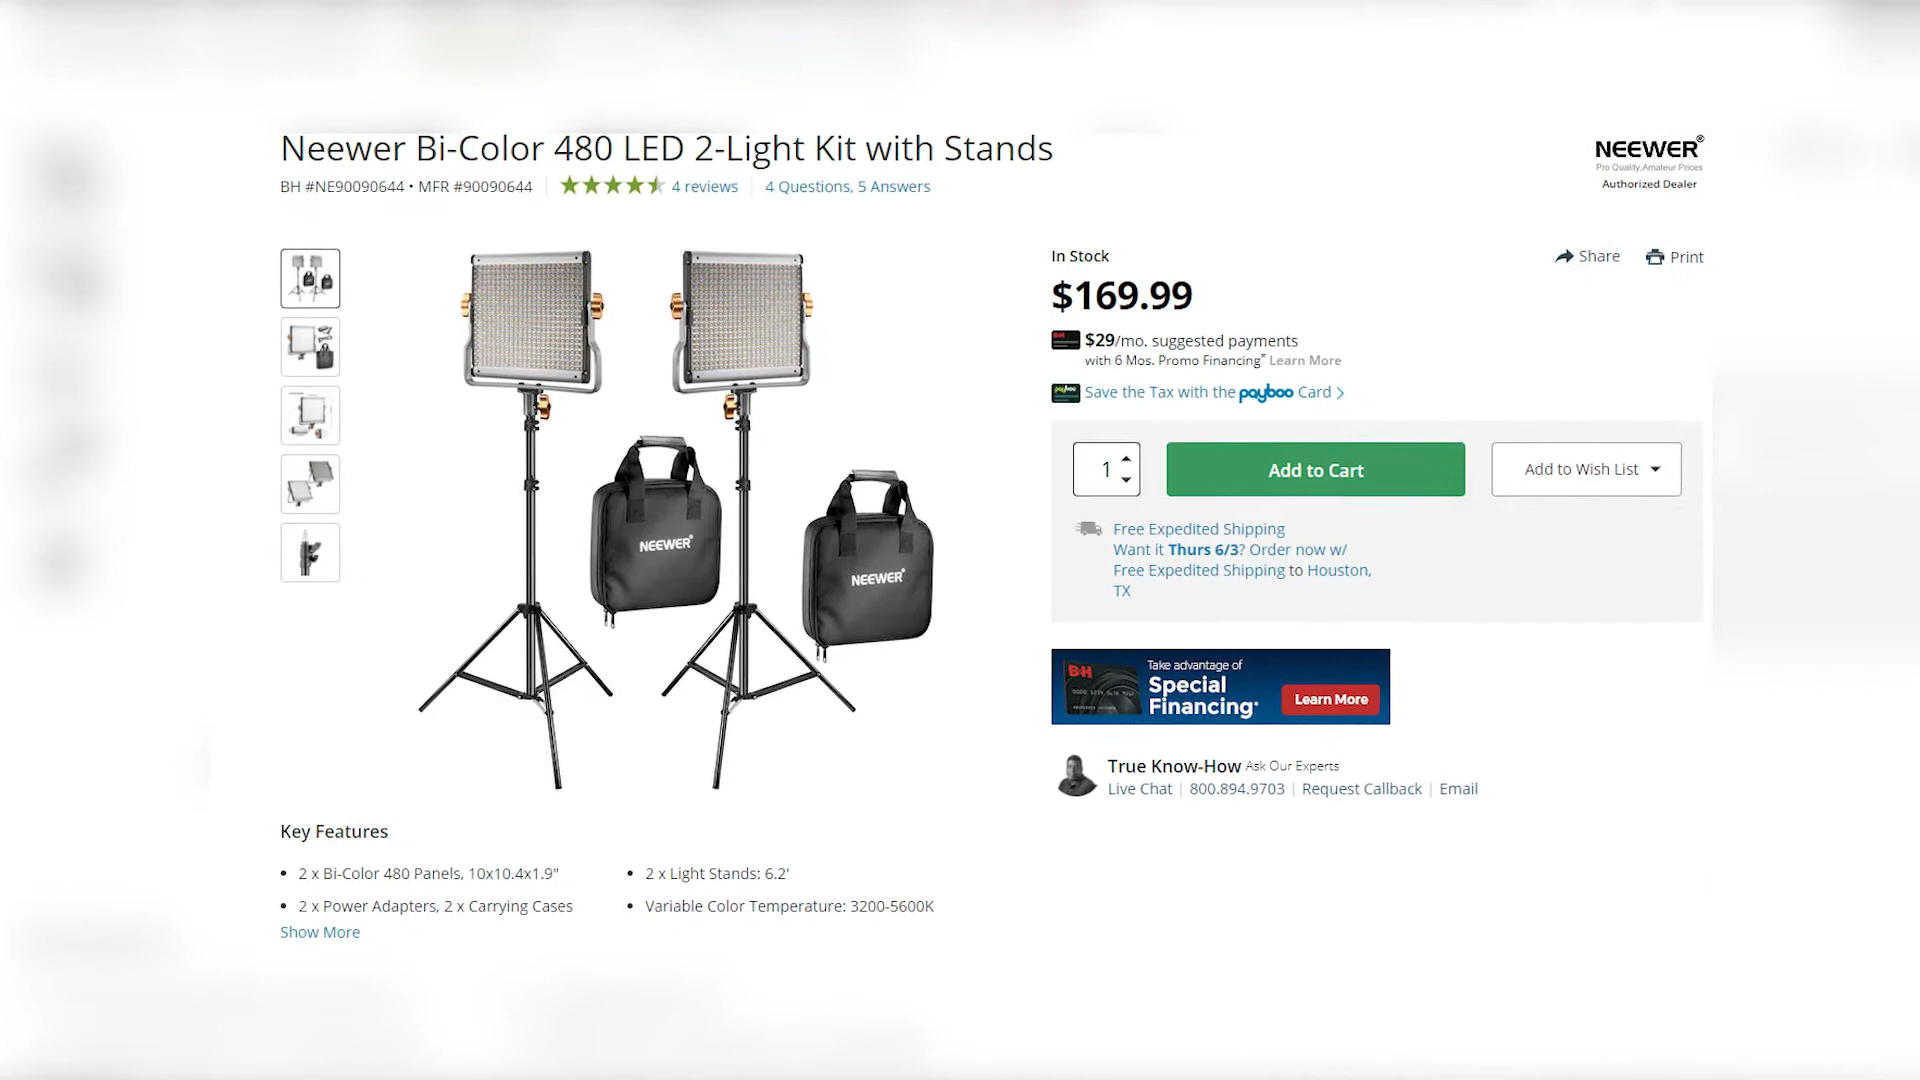 Neewer Bi-Color 480 LED 2-Light Kit with Stands
BH #NE90090644 • MFR #90090644
4 reviews
4 Questions, 5 Answers
NEEWER®
Pro Quality,Amateur Prices
Authorized Dealer
In Stock
Share
Print
$169.99
$29/mo. suggested payments
with 6 Mos. Promo Financing* Learn More
Save the Tax with the payboo Card >
1
Add to Cart
Add to Wish List
Free Expedited Shipping
Want it Thurs 6/3? Order now w/
Free Expedited Shipping to Houston,
TX
NEEWER®
NEEWER®
B&H
Take advantage of
Special
Financing*
Learn More
True Know-How Ask Our Experts
Live Chat | 800.894.9703 | Request Callback | Email
Key Features
• 2 x Bi-Color 480 Panels, 10x10.4x1.9"
• 2 x Power Adapters, 2 x Carrying Cases
• 2 x Light Stands: 6.2'
• Variable Color Temperature: 3200-5600K
Show More